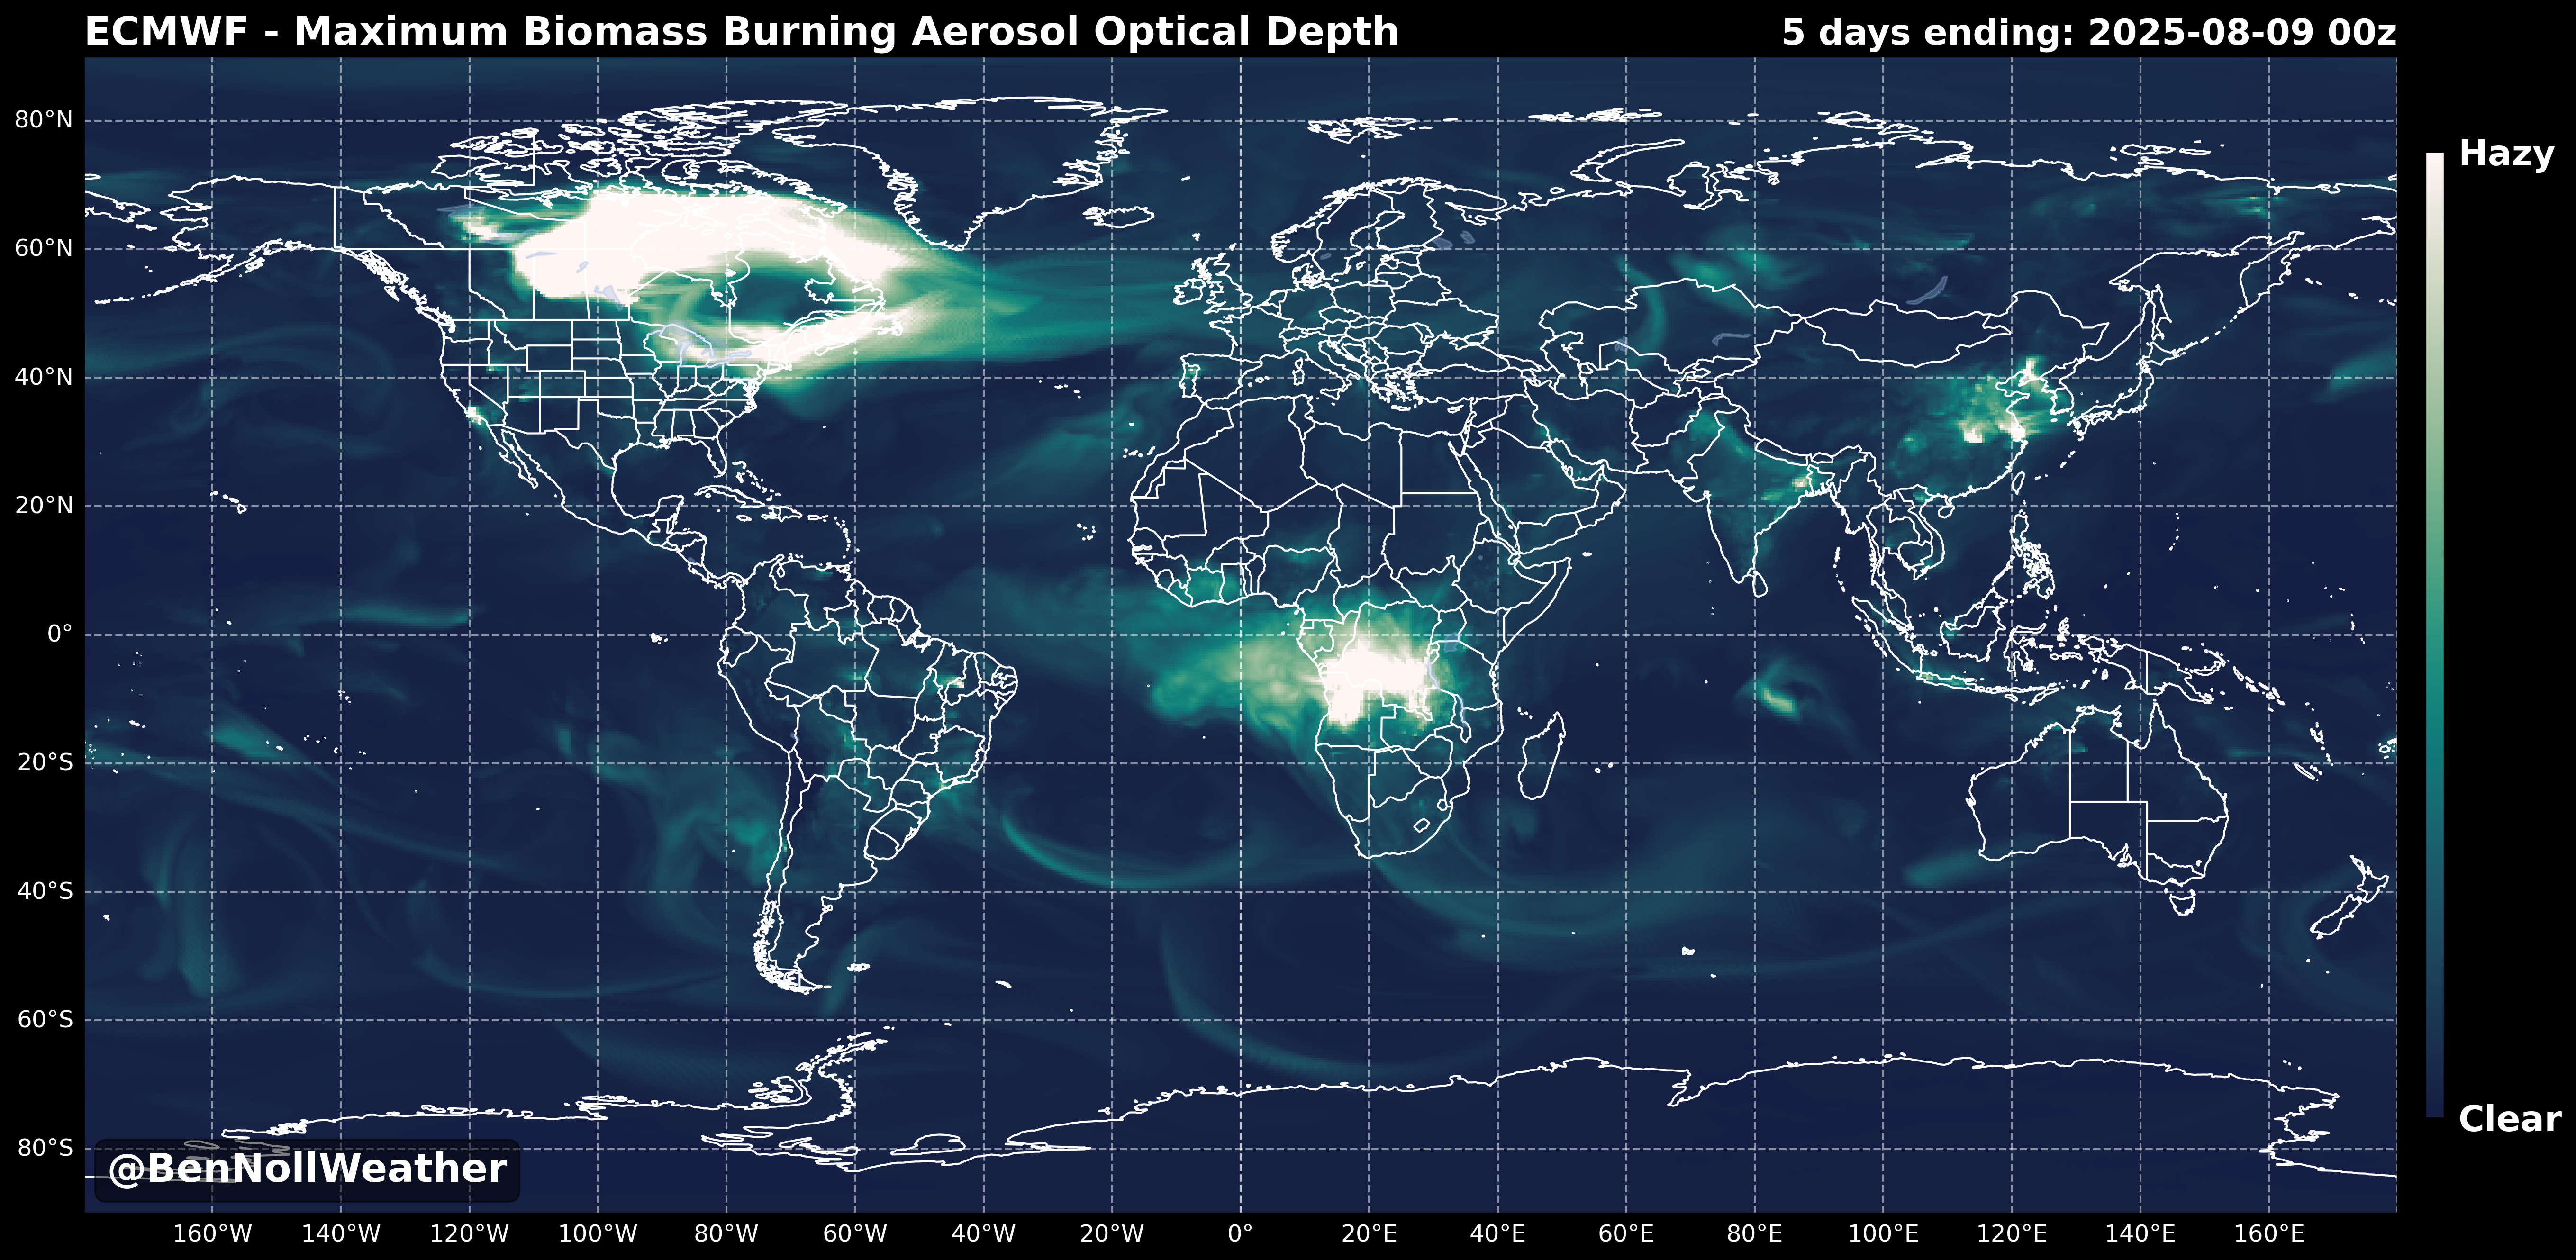 ECMWF - Maximum Biomass Burning Aerosol Optical Depth
5 days ending: 2025-08-09 00z
Hazy
Clear
80°N
60°N
40°N
20°N
0°
20°S
40°S
60°S
80°S
@BenNollWeather
160°W 140°W 120°W 100°W 80°W 60°W 40°W 20°W 0° 20°E 40°E 60°E 80°E 100°E 120°E 140°E 160°E